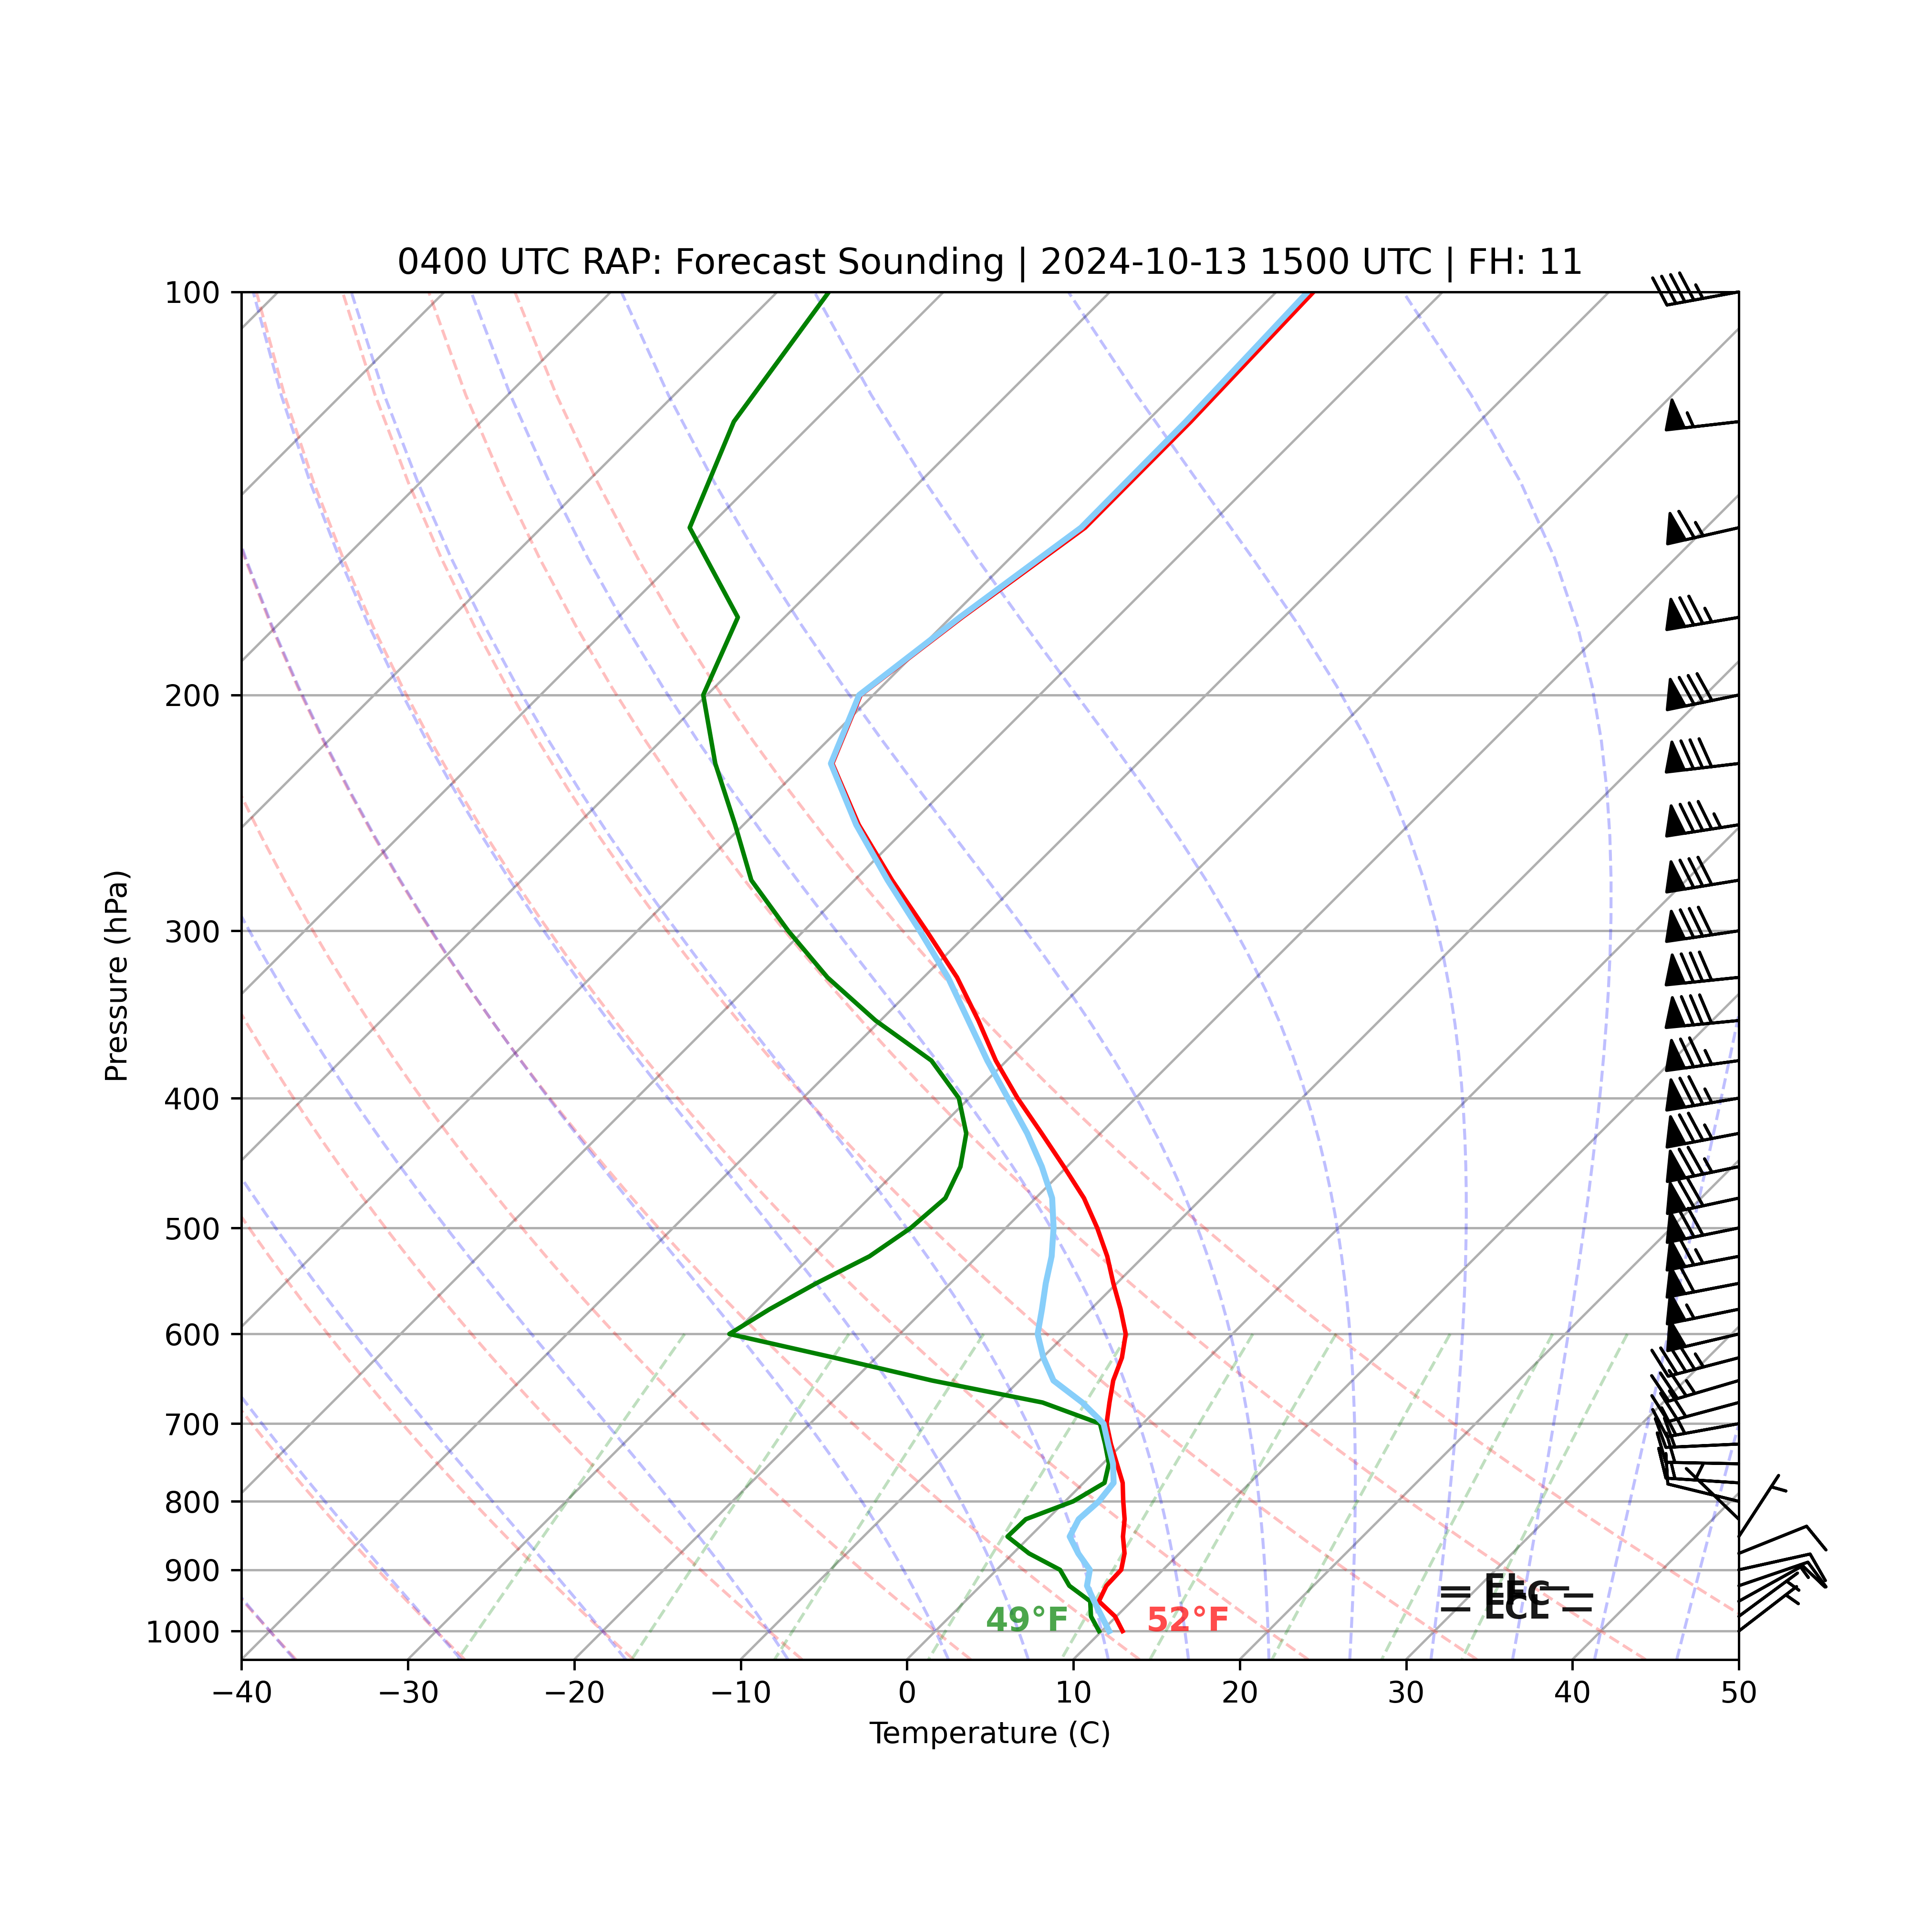 0400 UTC RAP: Forecast Sounding | 2024-10-13 1500 UTC | FH: 11
100
200
300
400
500
600
700
800
900
1000
Pressure (hPa)
49°F
52°F
— EL —
— LFC —
— LCL —
−40
−30
−20
−10
0
10
20
30
40
50
Temperature (C)